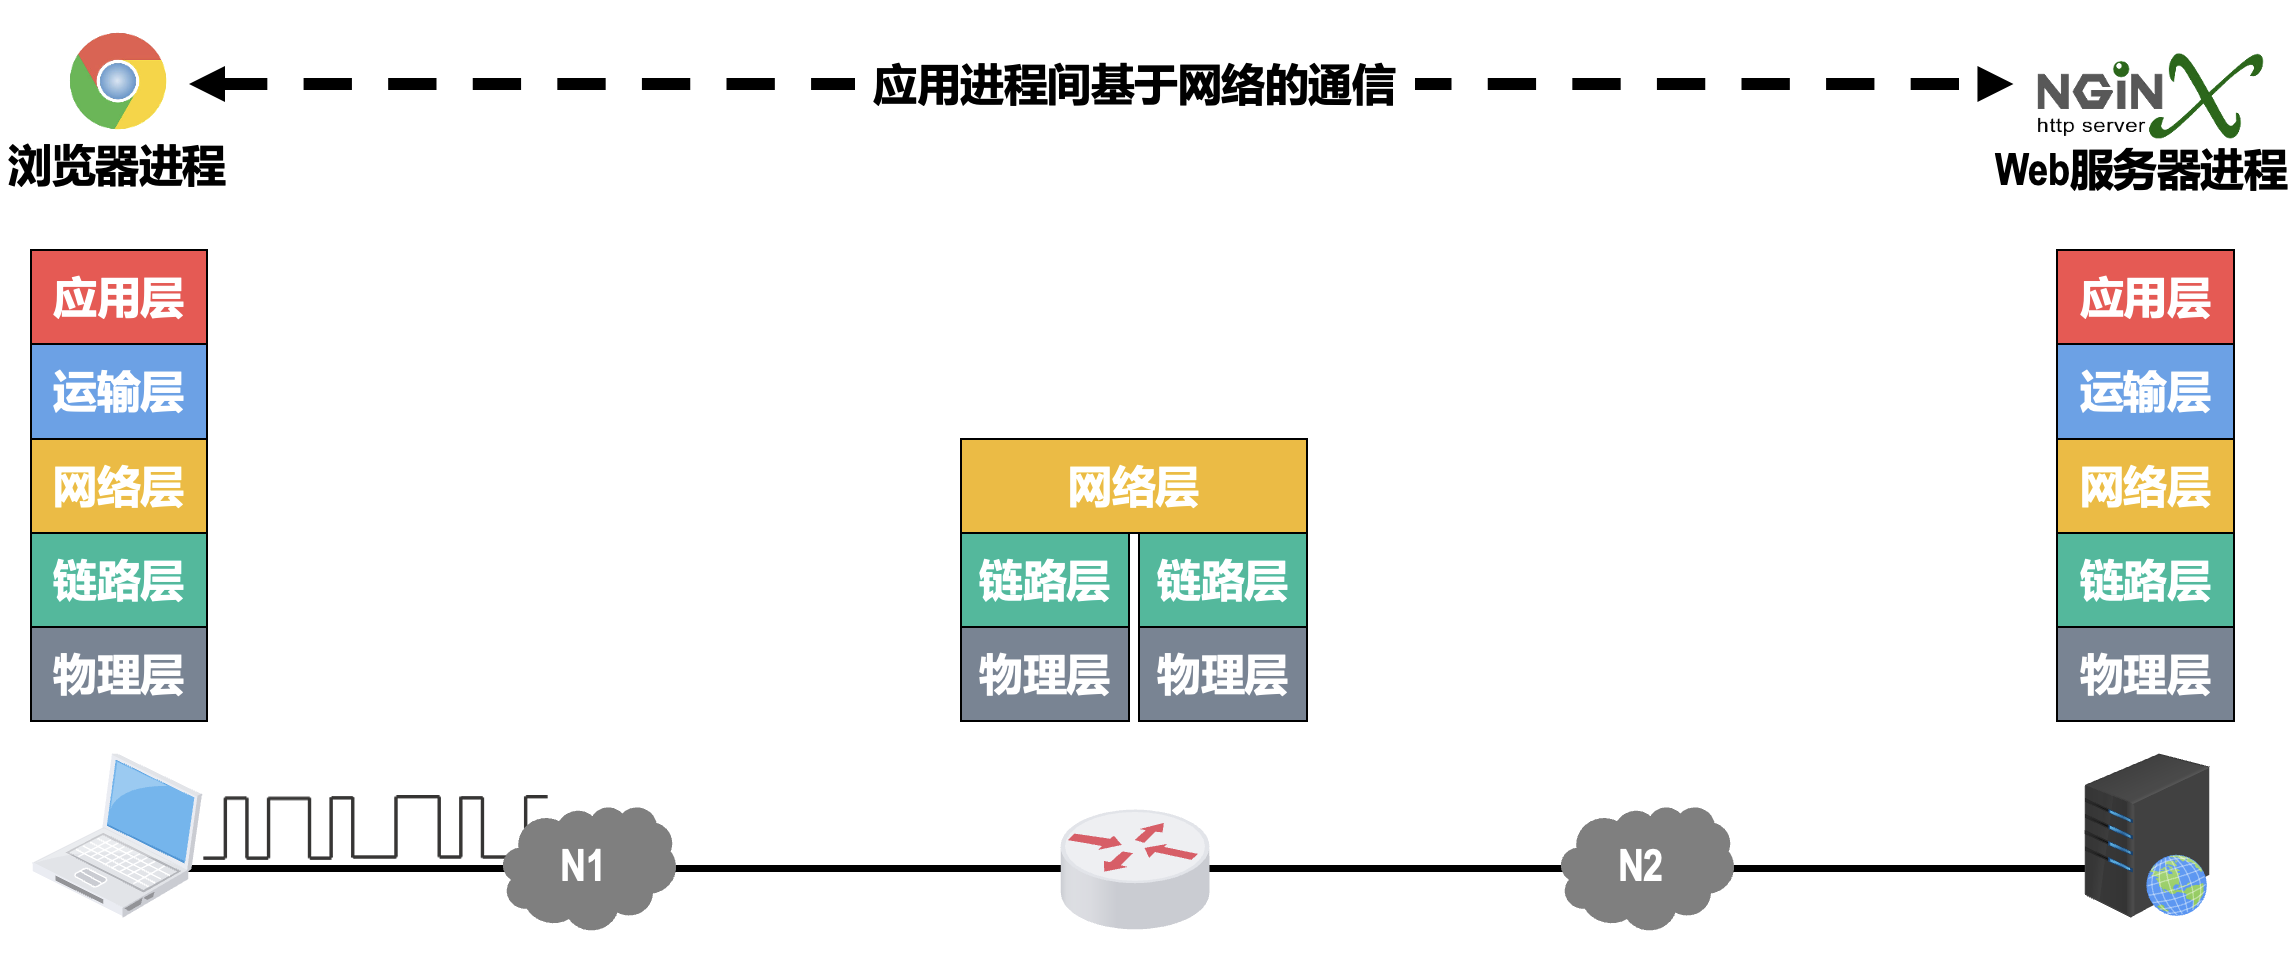 应用进程间基于网络的通信
NGiNX
http server
浏览器进程
Web服务器进程
应用层
运输层
网络层
链路层
物理层
网络层
链路层
链路层
物理层
物理层
应用层
运输层
网络层
链路层
物理层
N1
N2